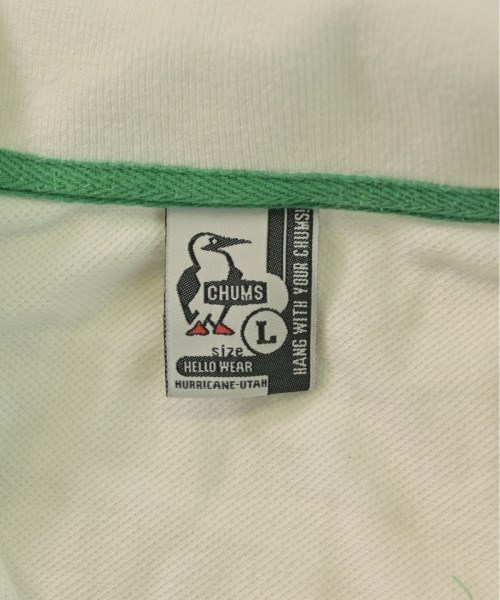 CHUMS
L
size
HELLO WEAR
HURRICANE-UTAH
HANG WITH YOUR CHUMS!